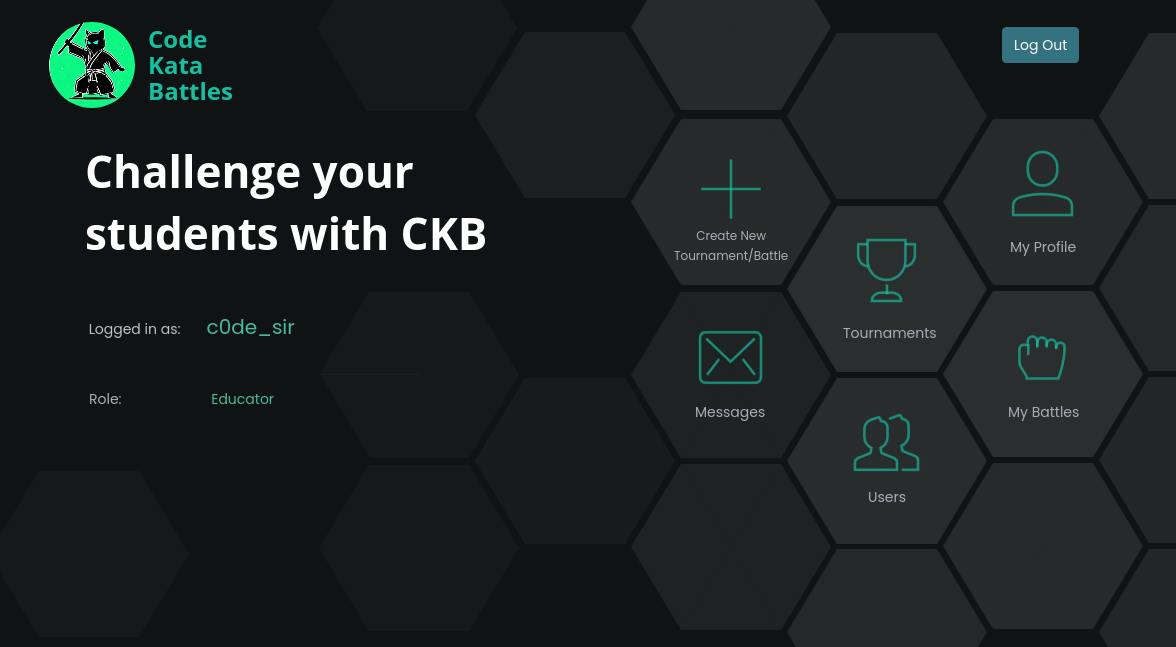 Code
Kata
Battles
Log Out
Challenge your
students with CKB
Logged in as: c0de_sir
Role: Educator
Create New
Tournament/Battle
My Profile
Tournaments
Messages
My Battles
Users